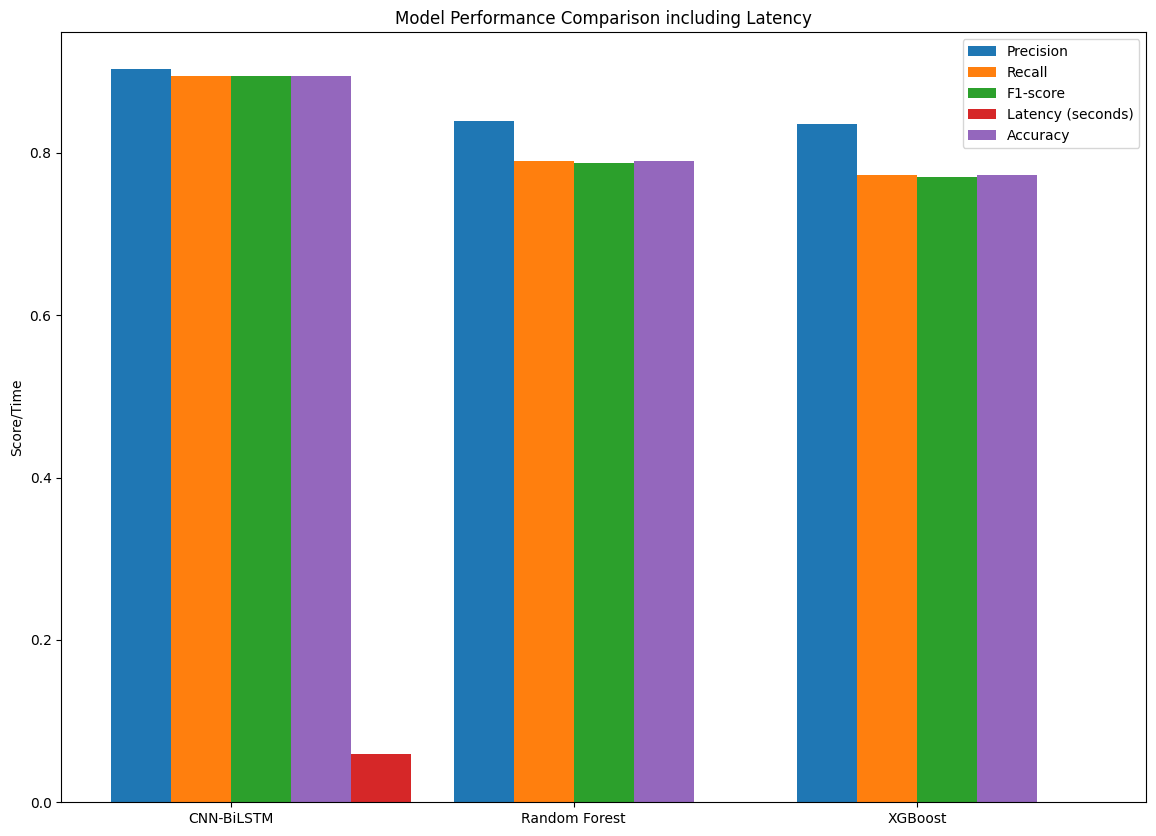 Model Performance Comparison including Latency
Precision
Recall
F1-score
Latency (seconds)
Accuracy
Score/Time
0.8
0.6
0.4
0.2
0.0
CNN-BiLSTM
Random Forest
XGBoost